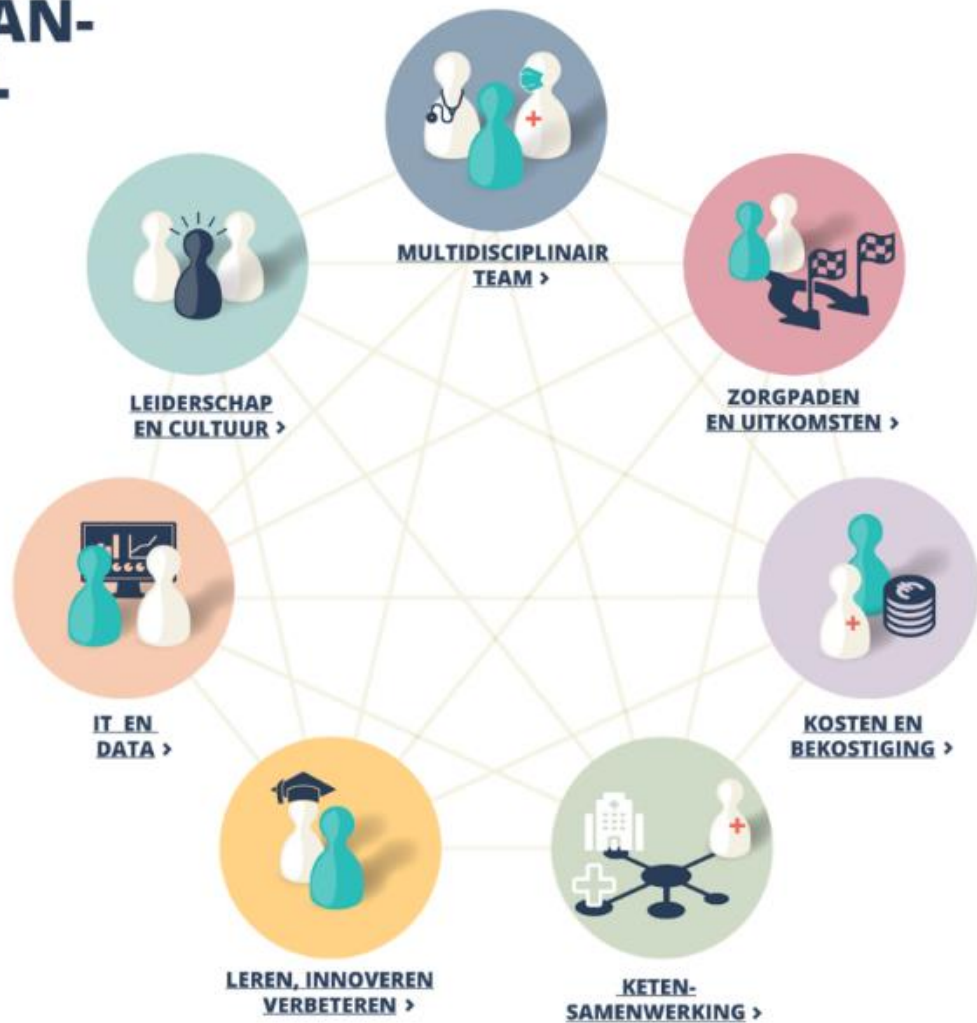 MULTIDISCIPLINAIR
TEAM >
ZORGPADEN
EN UITKOMSTEN >
LEIDERSCHAP
EN CULTUUR >
€
IT EN
DATA >
KOSTEN EN
BEKOSTIGING >
LEREN, INNOVEREN
VERBETEREN >
KETEN-
SAMENWERKING >